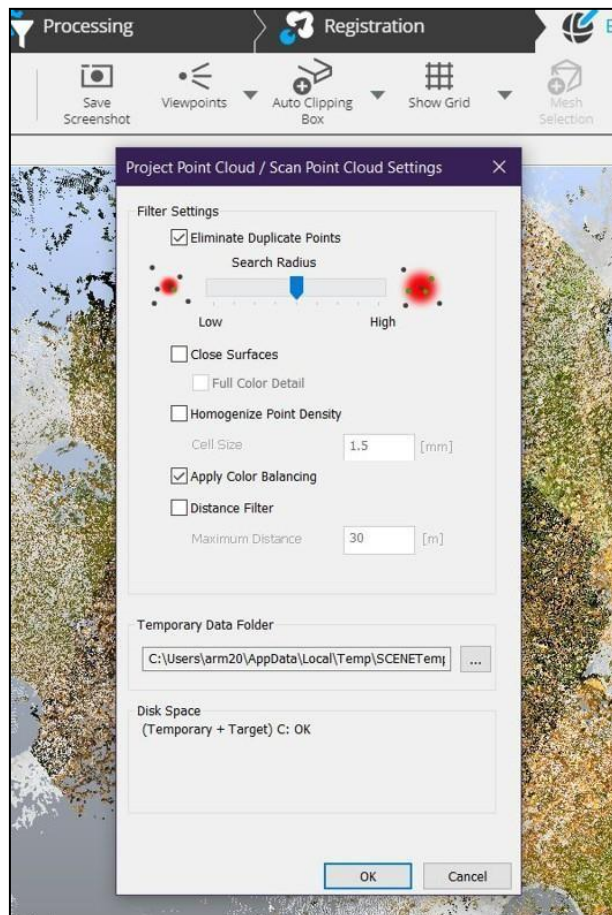 Processing
Registration
Save
Screenshot
Viewpoints
Auto Clipping
Box
Show Grid
Mesh
Selection
Project Point Cloud / Scan Point Cloud Settings
Filter Settings
Eliminate Duplicate Points
Search Radius
Low High
Close Surfaces
Full Color Detail
Homogenize Point Density
Cell Size 1.5 [mm]
Apply Color Balancing
Distance Filter
Maximum Distance 30 [m]
Temporary Data Folder
C:\Users\arm20\AppData\Local\Temp\SCENETemp ...
Disk Space
(Temporary + Target) C: OK
OK Cancel